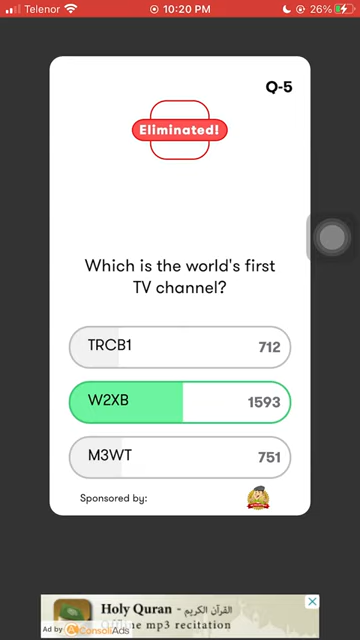 Telenor 10:20 PM 26%
Q-5
Eliminated!
Which is the world's first
TV channel?
TRCB1 712
W2XB 1593
M3WT 751
Sponsored by:
Holy Quran - القرآن الكريم
mp3 recitation
Ad by ConsoliAds